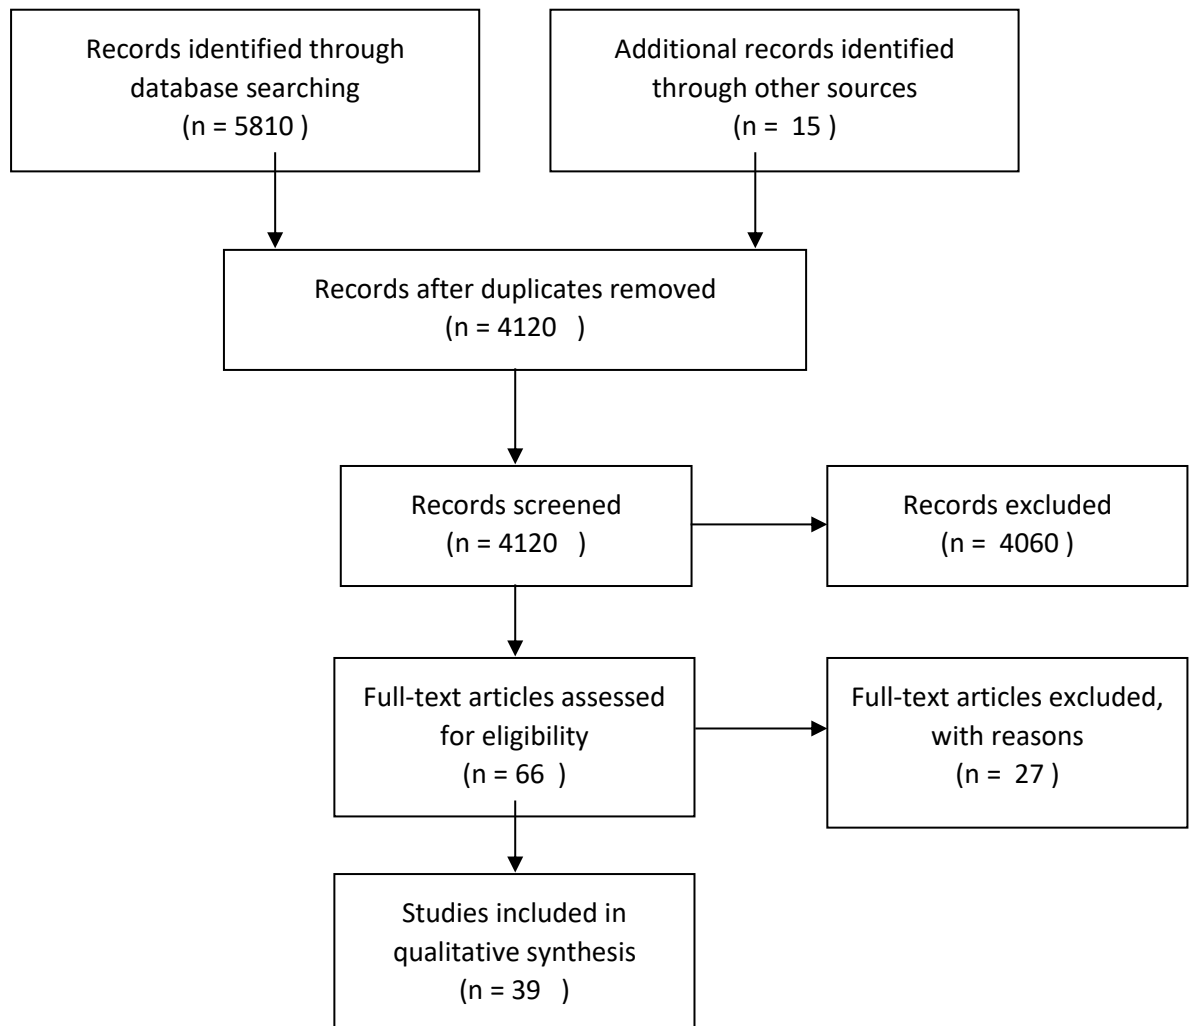 Records identified through
database searching
(n = 5810 )
Additional records identified
through other sources
(n =  15 )
Records after duplicates removed
(n = 4120   )
Records screened
(n = 4120   )
Records excluded
(n =  4060 )
Full-text articles assessed
for eligibility
(n = 66  )
Full-text articles excluded,
with reasons
(n =  27 )
Studies included in
qualitative synthesis
(n = 39   )